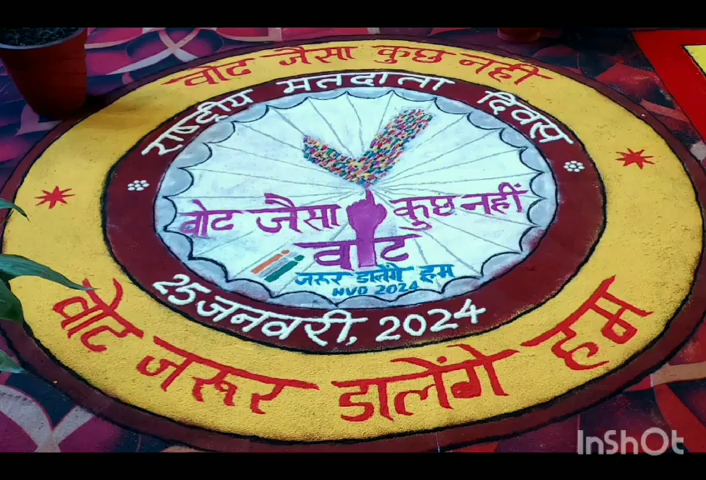 वोट जैसा कुछ नही
राष्ट्रीय मतदाता दिवस
वोट जैसा कुछ नहीं
वोट
जरूर डालेंगे हम
NVD 2024
25 जनवरी, 2024
वोट जरूर डालेंगे हम
InShOt